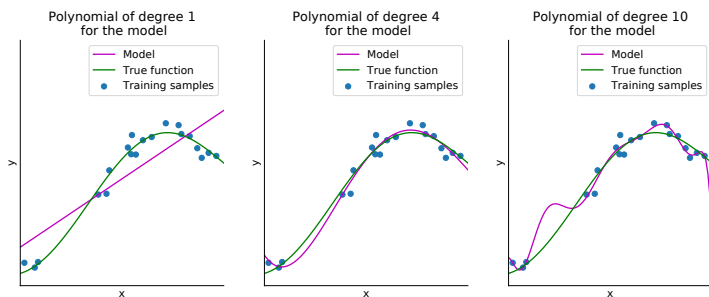 Polynomial of degree 1
for the model
Model
True function
Training samples
y
x
Polynomial of degree 4
for the model
Model
True function
Training samples
y
x
Polynomial of degree 10
for the model
Model
True function
Training samples
y
x